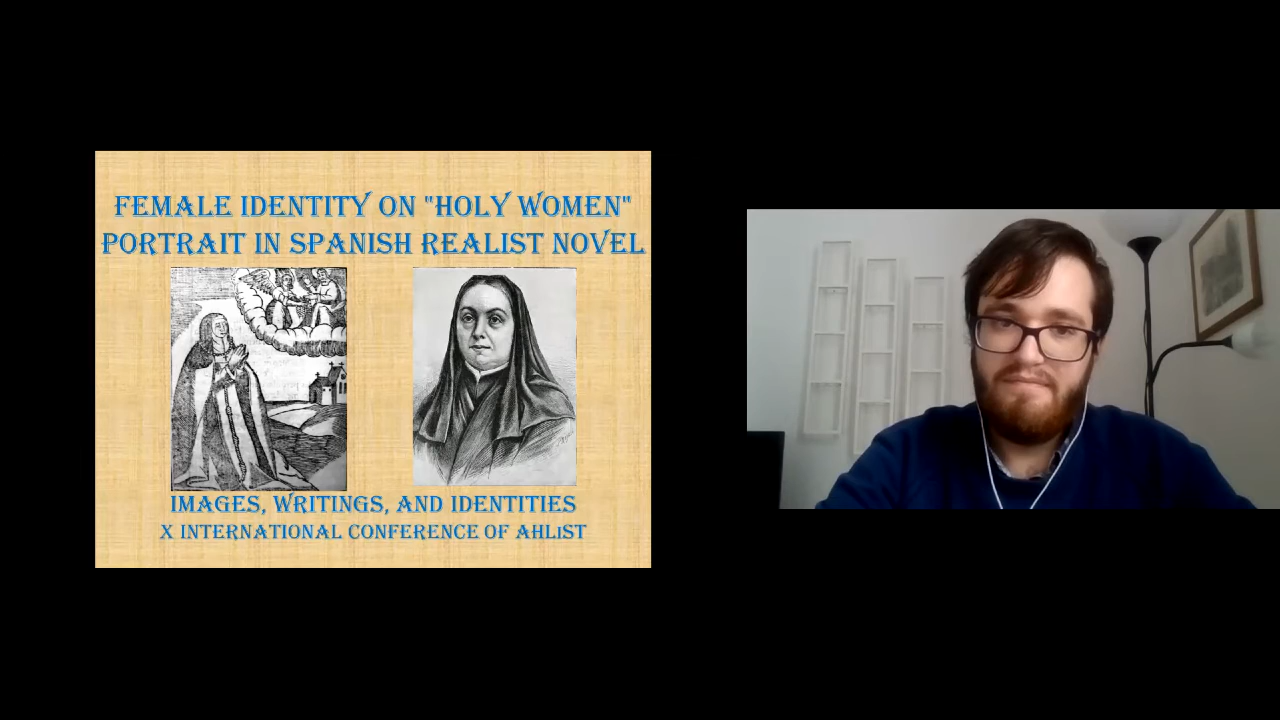 FEMALE IDENTITY ON "HOLY WOMEN"
PORTRAIT IN SPANISH REALIST NOVEL
IMAGES, WRITINGS, AND IDENTITIES
X INTERNATIONAL CONFERENCE OF AHLIST